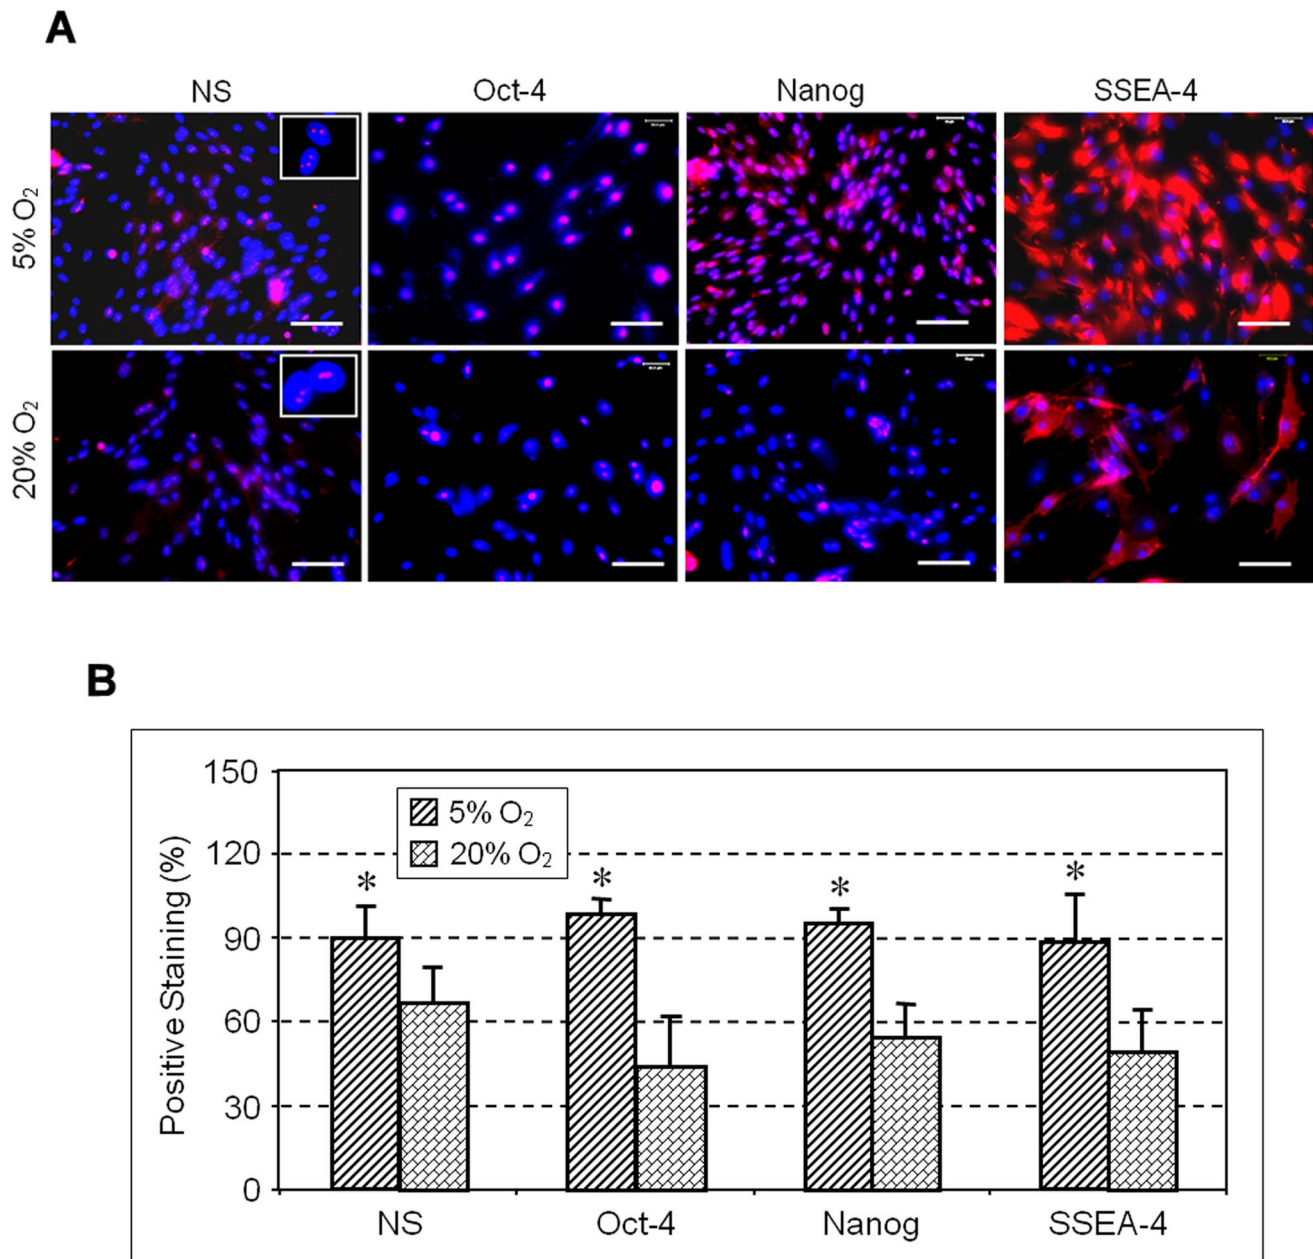 A
NS Oct-4 Nanog SSEA-4
5% O₂
20% O₂
B
Positive Staining (%)
150
120
90
60
30
0
5% O₂
20% O₂
* * * *
NS Oct-4 Nanog SSEA-4